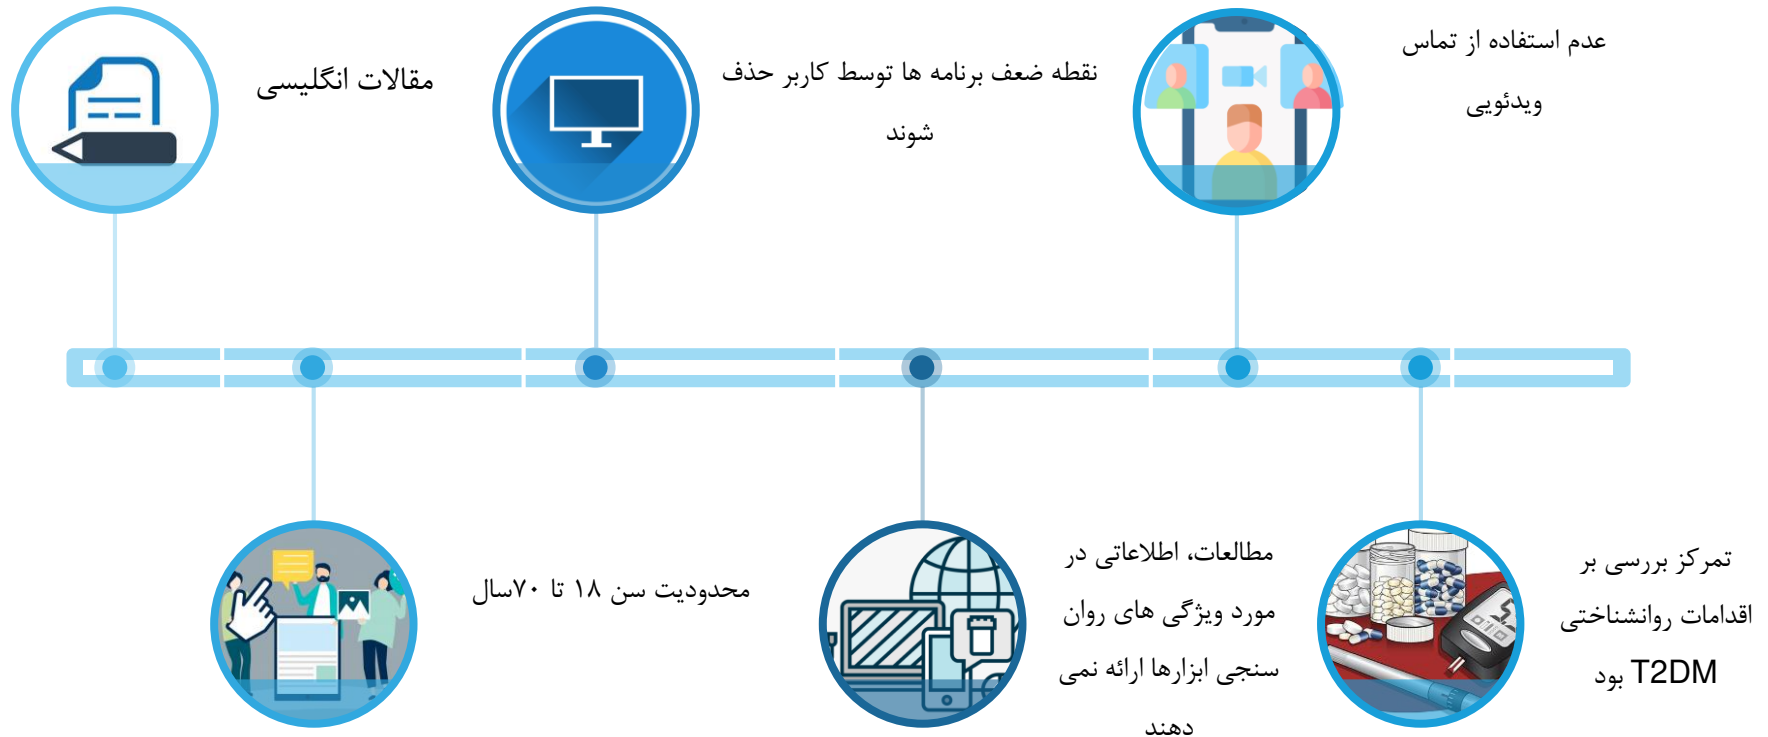 مقالات انگلیسی
نقطه ضعف برنامه ها توسط کاربر حذف
شوند
عدم استفاده از تماس
ویدئویی
محدودیت سن ۱۸ تا ۷۰سال
مطالعات، اطلاعاتی در
مورد ویژگی های روان
سنجی ابزارها ارائه نمی
دهند
تمرکز بررسی بر
اقدامات روانشناختی
T2DM بود